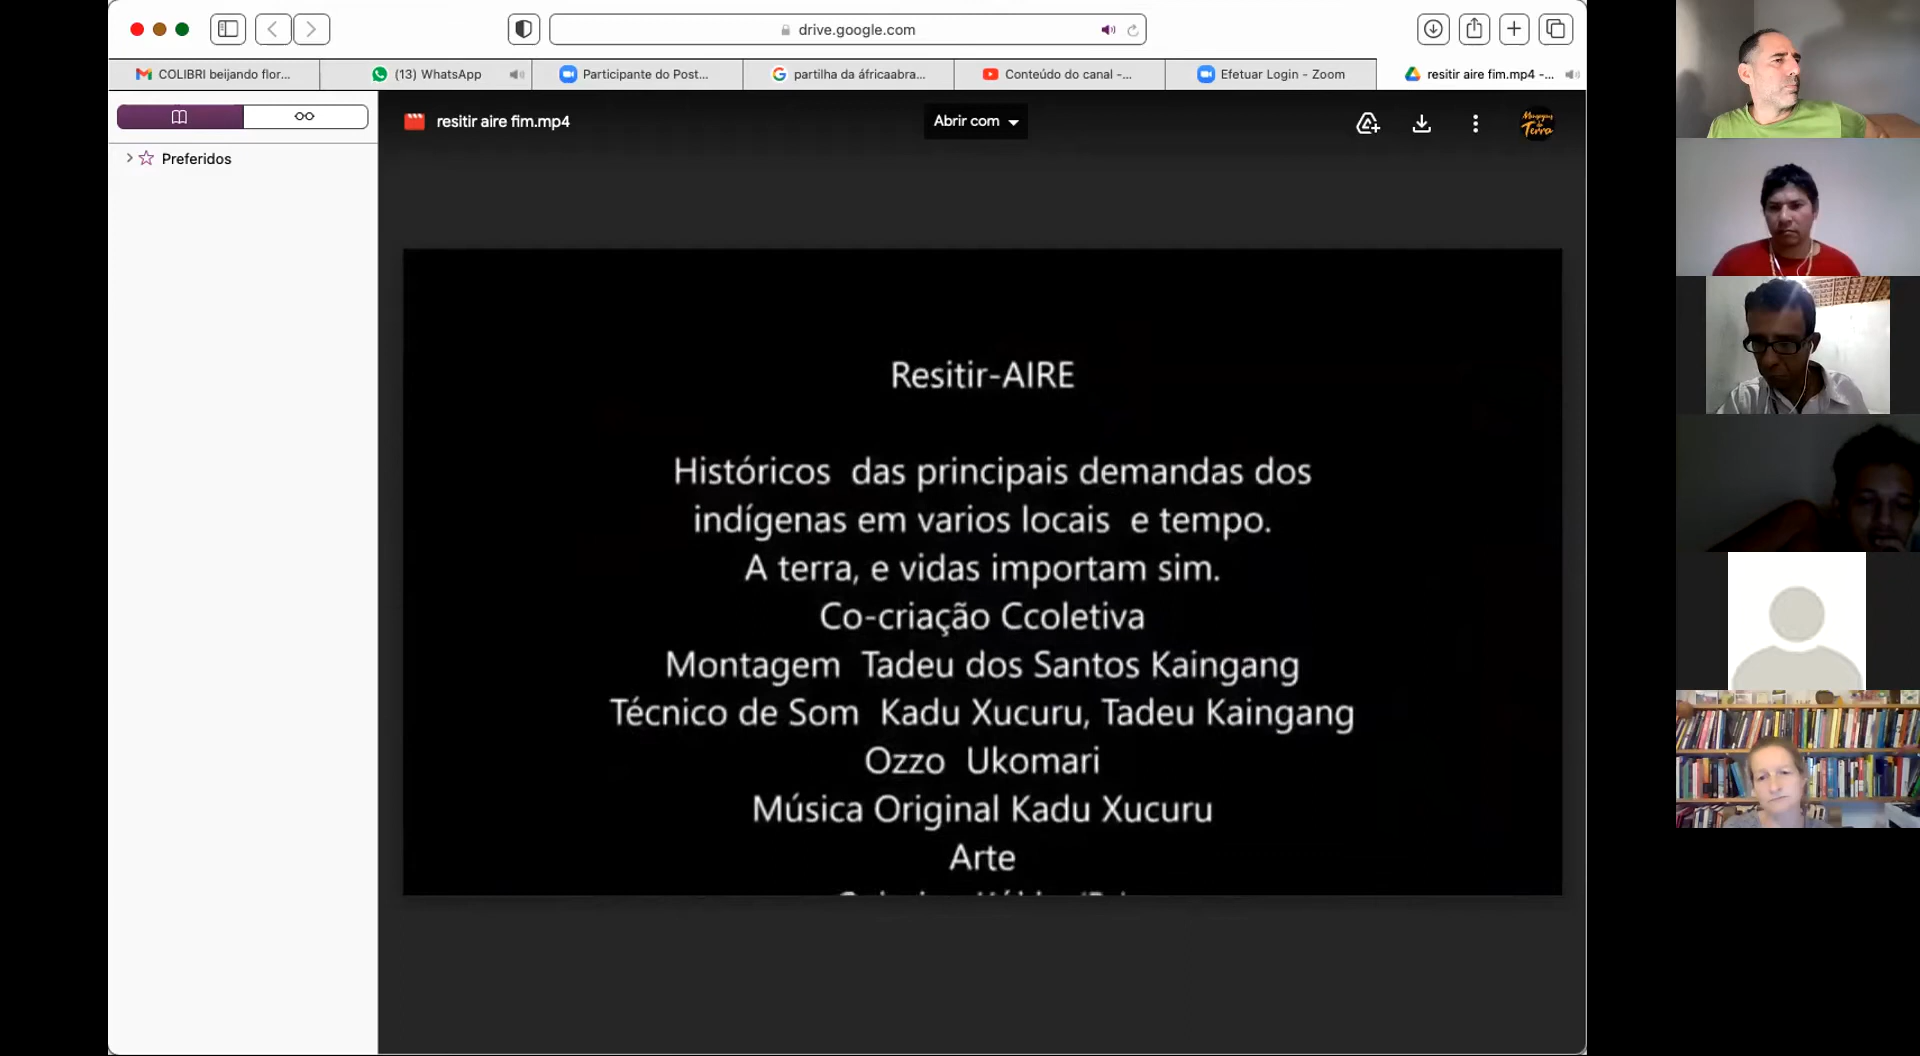 drive.google.com
COLIBRI beijando flor...
(13) WhatsApp
Participante do Post...
partilha da áfricaabra...
Conteúdo do canal -...
Efetuar Login - Zoom
resitir aire fim.mp4 -...
Preferidos
resitir aire fim.mp4
Abrir com
Terra
Resitir-AIRE
Históricos das principais demandas dos
indígenas em varios locais e tempo.
A terra, e vidas importam sim.
Co-criação Ccoletiva
Montagem Tadeu dos Santos Kaingang
Técnico de Som Kadu Xucuru, Tadeu Kaingang
Ozzo Ukomari
Música Original Kadu Xucuru
Arte